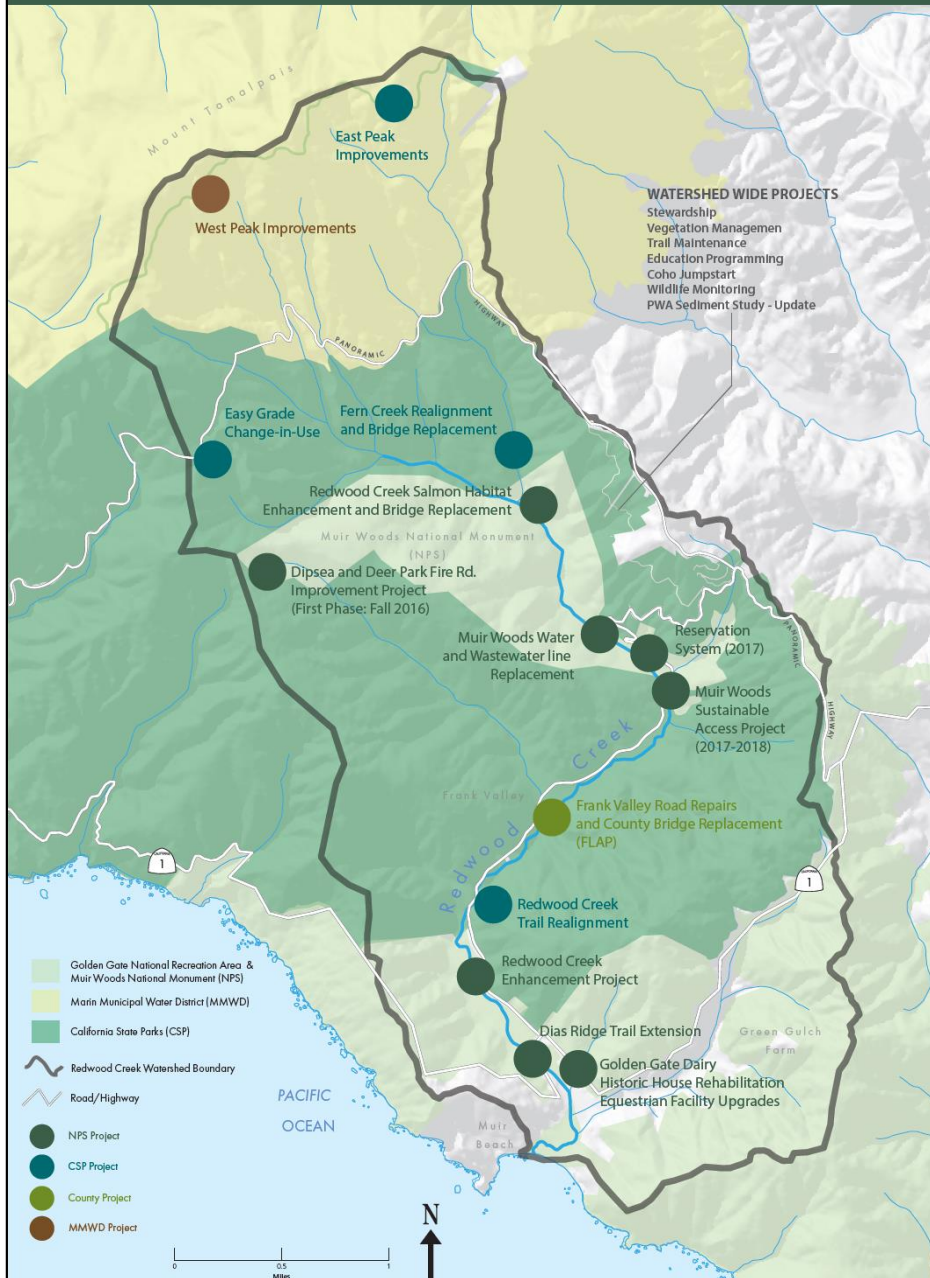 Mount Tamalpais
East Peak
Improvements
West Peak Improvements
WATERSHED WIDE PROJECTS
Stewardship
Vegetation Managemen
Trail Maintenance
Education Programming
Coho Jumpstart
Wildlife Monitoring
PWA Sediment Study - Update
PANORAMIC
HIGHWAY
Easy Grade
Change-in-Use
Fern Creek Realignment
and Bridge Replacement
Redwood Creek Salmon Habitat
Enhancement and Bridge Replacement
Muir Woods National Monument
(NPS)
Dipsea and Deer Park Fire Rd.
Improvement Project
(First Phase: Fall 2016)
Muir Woods Water
and Wastewater line
Replacement
Reservation
System (2017)
PANORAMIC
HIGHWAY
Muir Woods
Sustainable
Access Project
(2017-2018)
Redwood Creek
Frank Valley
Frank Valley Road Repairs
and County Bridge Replacement
(FLAP)
CALIFORNIA
1
CALIFORNIA
1
Redwood Creek
Trail Realignment
Redwood Creek
Enhancement Project
Dias Ridge Trail Extension
Green Gulch
Farm
Golden Gate Dairy
Historic House Rehabilitation
Equestrian Facility Upgrades
Muir
Beach
PACIFIC
OCEAN
Golden Gate National Recreation Area &
Muir Woods National Monument (NPS)
Marin Municipal Water District (MMWD)
California State Parks (CSP)
Redwood Creek Watershed Boundary
Road/Highway
NPS Project
CSP Project
County Project
MMWD Project
0 0.5 1
Miles
N